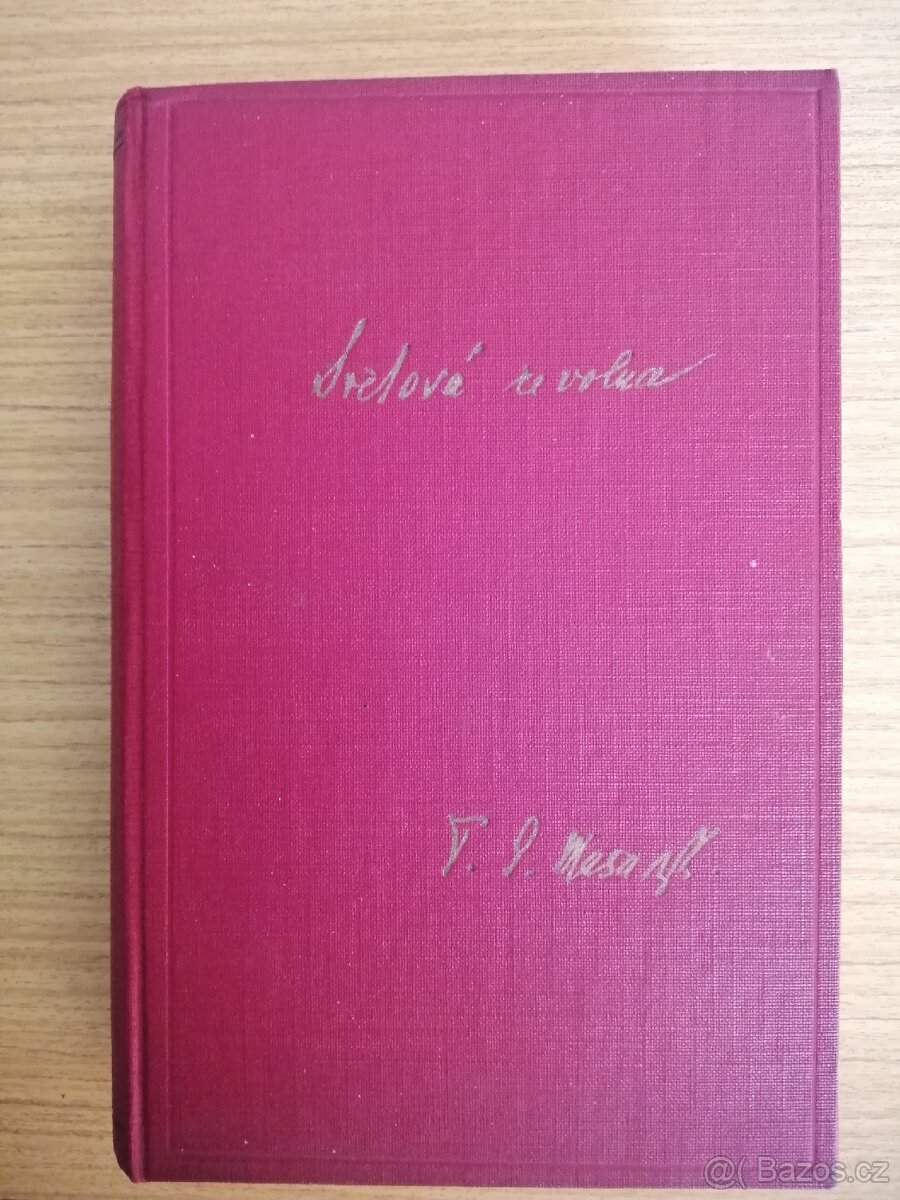 Světová revoluce
T. G. Masaryk.
@( Bazos.cz